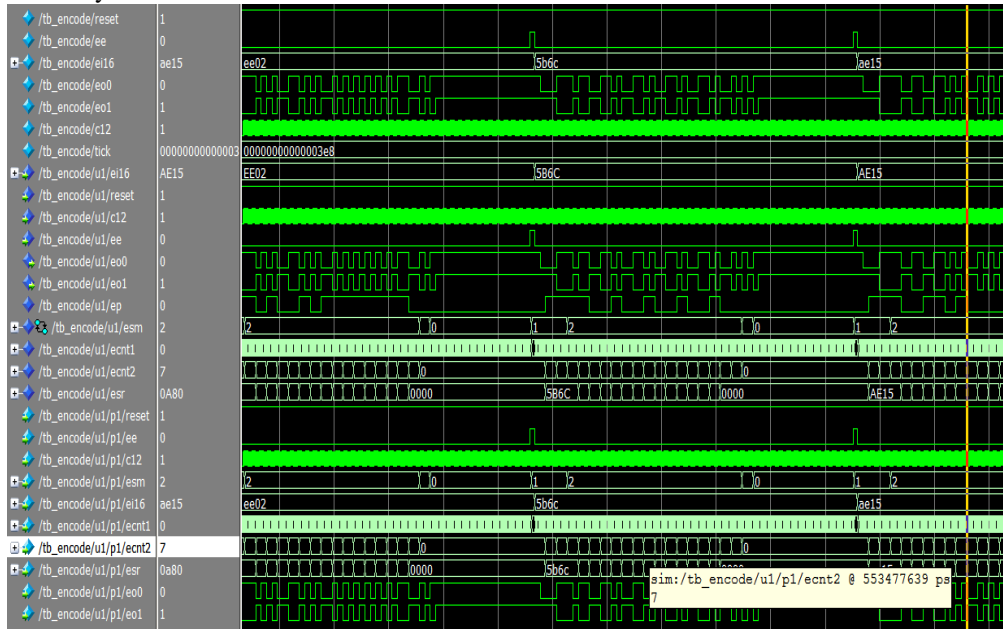 /tb_encode/reset 1
/tb_encode/ee 0
/tb_encode/ei16 ae15 ee02 5b6c ae15
/tb_encode/eo0 0
/tb_encode/eo1 1
/tb_encode/c12 1
/tb_encode/tick 00000000000003 00000000000003e8
/tb_encode/u1/ei16 AE15 EE02 5B6C AE15
/tb_encode/u1/reset 1
/tb_encode/u1/c12 1
/tb_encode/u1/ee 0
/tb_encode/u1/eo0 0
/tb_encode/u1/eo1 1
/tb_encode/u1/ep 0
/tb_encode/u1/esm 2 2 0 1 2 0 1 2
/tb_encode/u1/ecnt1 0
/tb_encode/u1/ecnt2 7 0 0
/tb_encode/u1/esr 0A80 0000 5B6C 0000 AE15
/tb_encode/u1/p1/reset 1
/tb_encode/u1/p1/ee 0
/tb_encode/u1/p1/c12 1
/tb_encode/u1/p1/esm 2 2 0 1 2 0 1 2
/tb_encode/u1/p1/ei16 ae15 ee02 5b6c ae15
/tb_encode/u1/p1/ecnt1 0
/tb_encode/u1/p1/ecnt2 7 0 0
/tb_encode/u1/p1/esr 0a80 0000 5b6c
sim:/tb_encode/u1/p1/ecnt2 @ 553477639 ps
7
/tb_encode/u1/p1/eo0 0
/tb_encode/u1/p1/eo1 1